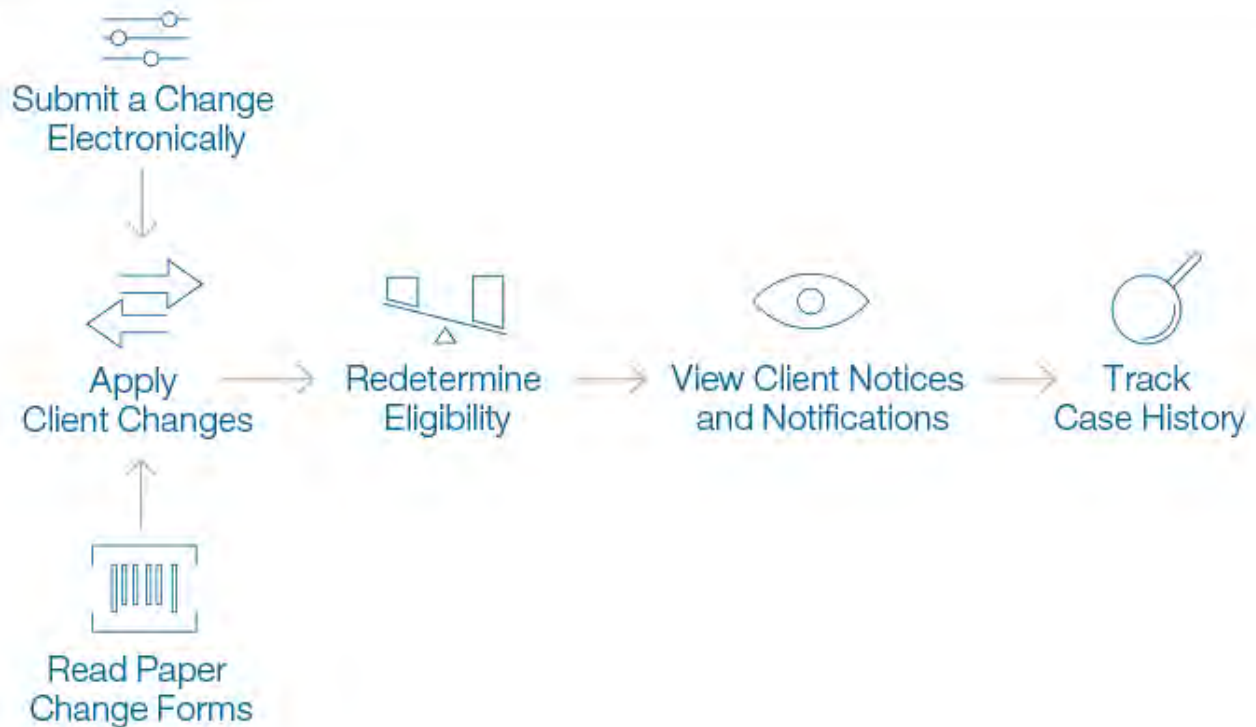 Submit a Change
Electronically
Apply
Client Changes
Redetermine
Eligibility
View Client Notices
and Notifications
Track
Case History
Read Paper
Change Forms